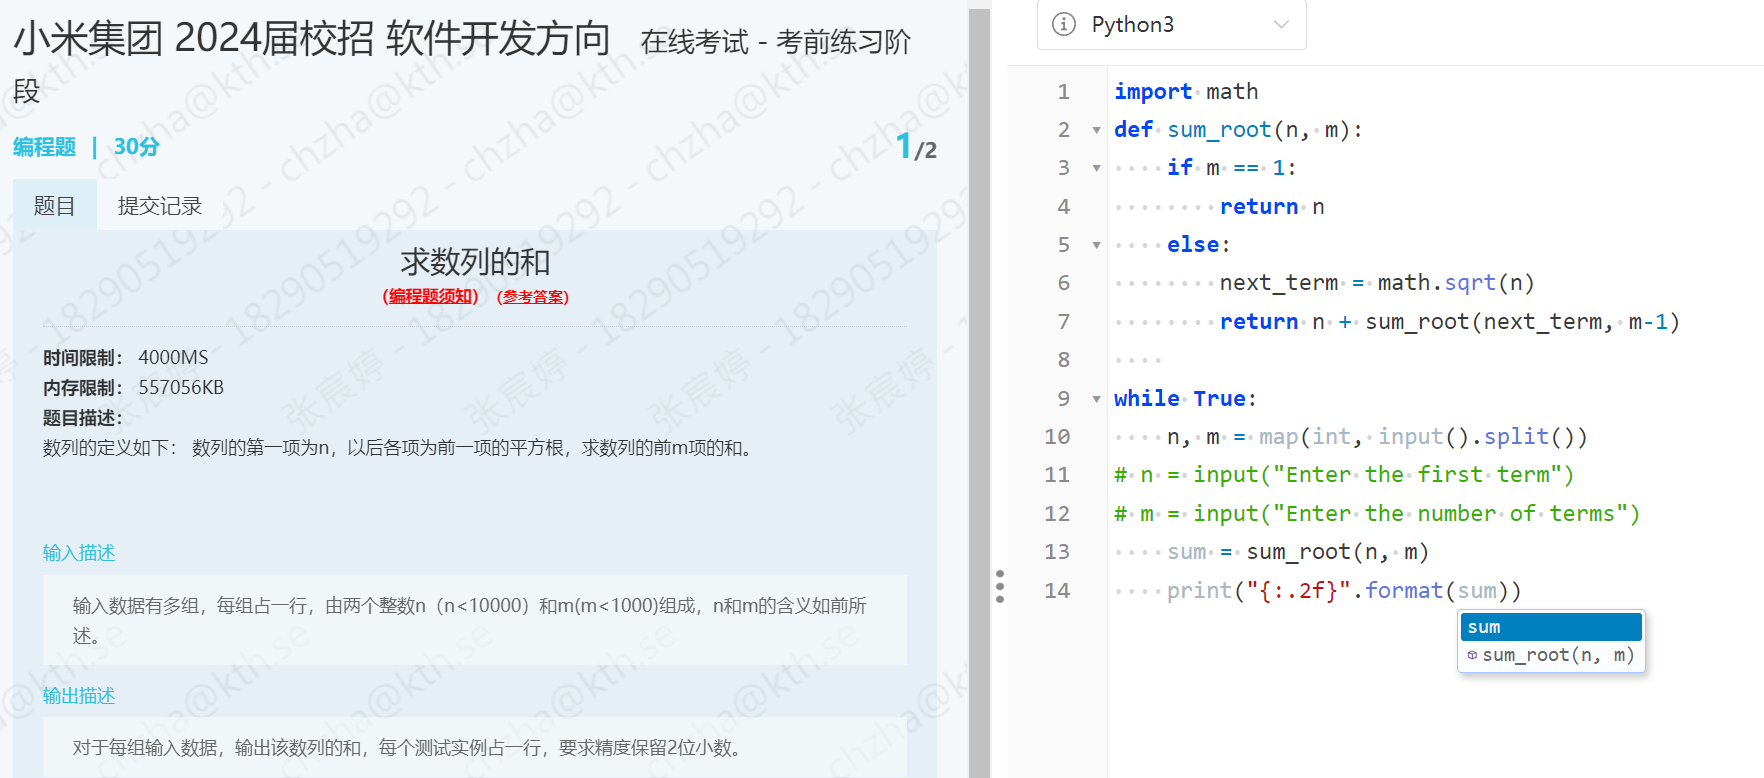 小米集团 2024届校招 软件开发方向 在线考试 - 考前练习阶
段
编程题 | 30分
1/2
题目 提交记录
求数列的和
(编程题须知) (参考答案)
时间限制： 4000MS
内存限制： 557056KB
题目描述：
数列的定义如下： 数列的第一项为n，以后各项为前一项的平方根，求数列的前m项的和。
输入描述
输入数据有多组，每组占一行，由两个整数n（n<10000）和m(m<1000)组成，n和m的含义如前所
述。
输出描述
对于每组输入数据，输出该数列的和，每个测试实例占一行，要求精度保留2位小数。
Python3
1 import math
2 def sum_root(n, m):
3     if m == 1:
4         return n
5     else:
6         next_term = math.sqrt(n)
7         return n + sum_root(next_term, m-1)
8
9 while True:
10     n, m = map(int, input().split())
11 # n = input("Enter the first term")
12 # m = input("Enter the number of terms")
13     sum = sum_root(n, m)
14     print("{:.2f}".format(sum))
sum
sum_root(n, m)
张宸婷 - 18290519292 - chzha@kth.se